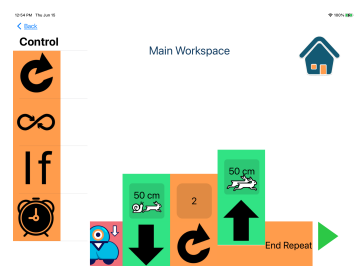 12:54 PM Thu Jun 15
100%
Back
Control
Main Workspace
If
50 cm
50 cm
2
End Repeat